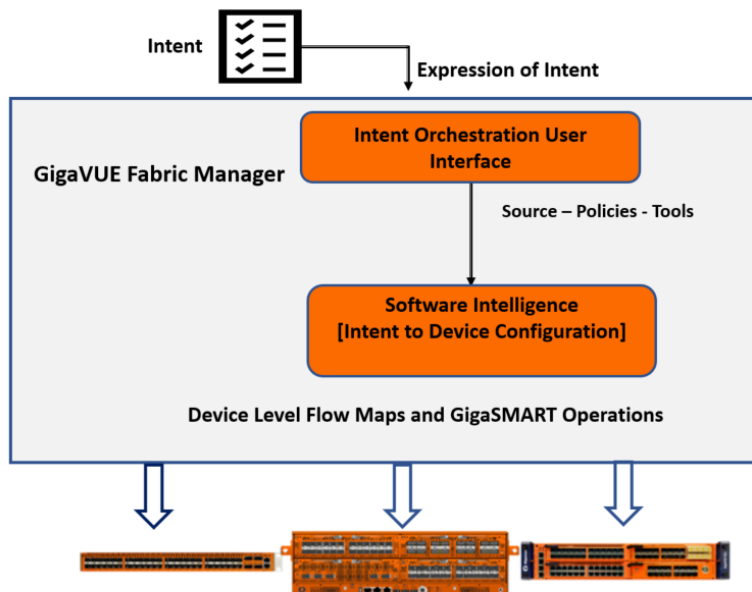 Intent
Expression of Intent
Intent Orchestration User
Interface
GigaVUE Fabric Manager
Source – Policies - Tools
Software Intelligence
[Intent to Device Configuration]
Device Level Flow Maps and GigaSMART Operations